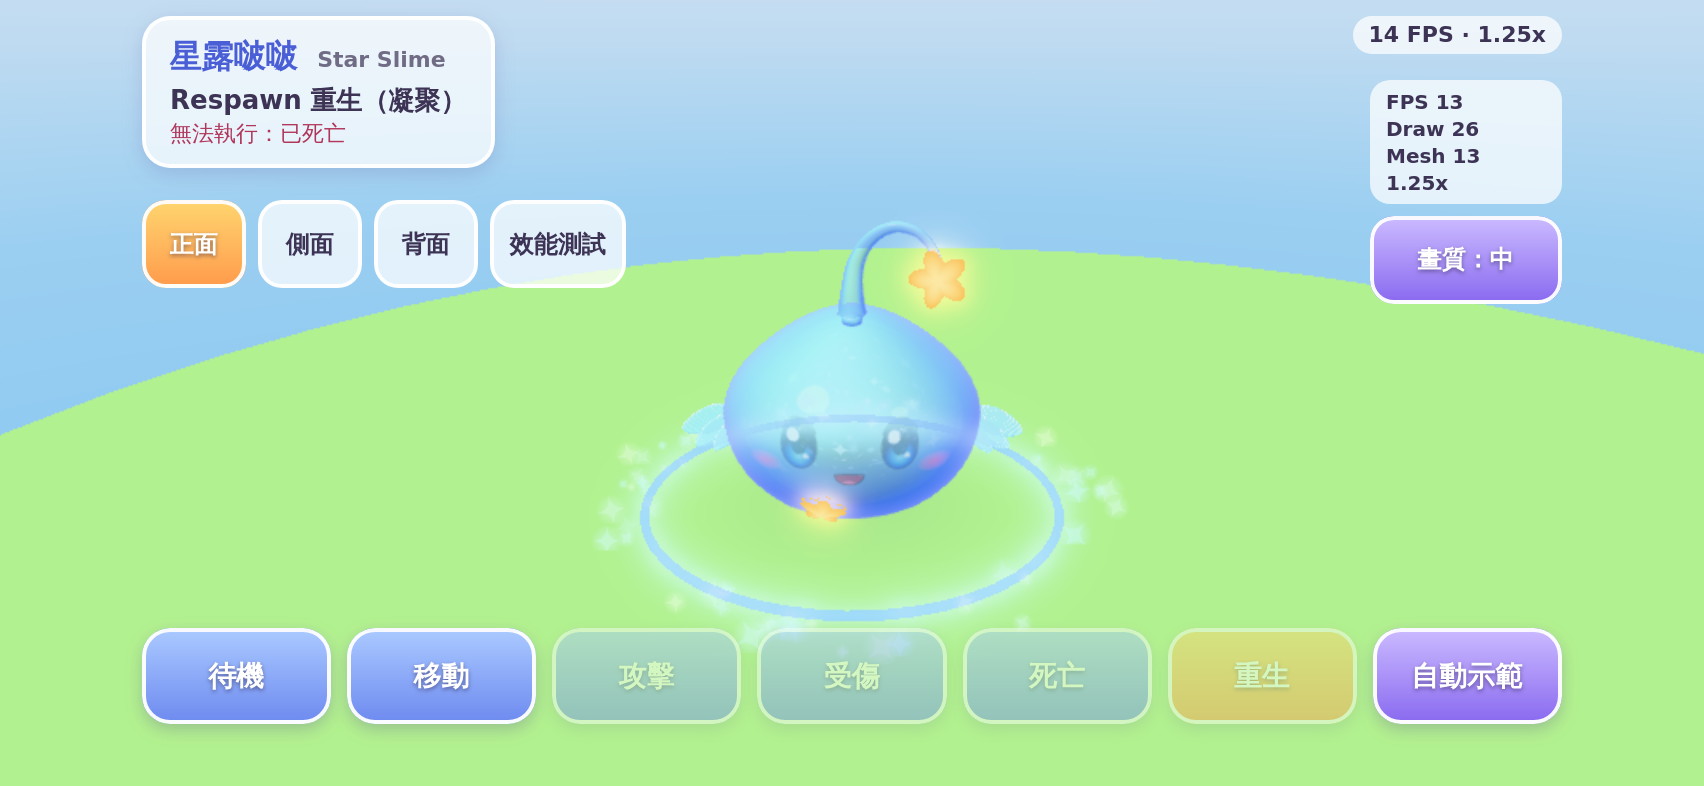 星露啵啵 Star Slime
Respawn 重生（凝聚）
無法執行：已死亡
14 FPS · 1.25x
FPS 13
Draw 26
Mesh 13
1.25x
正面 側面 背面 效能測試
畫質：中
待機 移動 攻擊 受傷 死亡 重生 自動示範